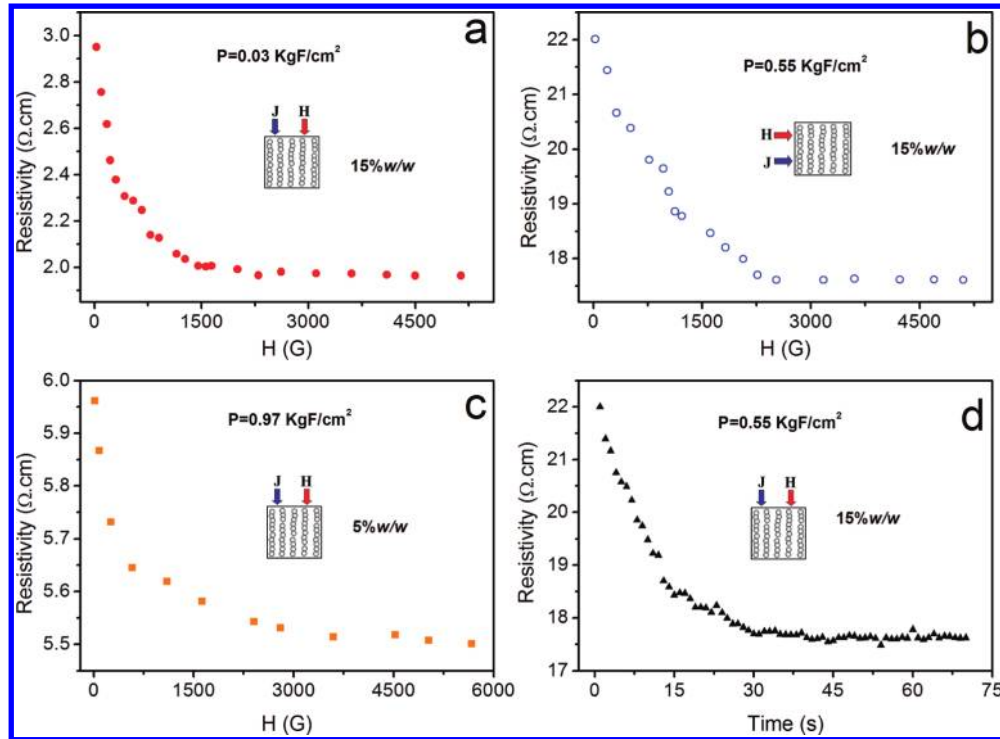 a
P=0.03 KgF/cm²
J H
15%w/w
Resistivity (Ω.cm)
3.0
2.8
2.6
2.4
2.2
2.0
0 1500 3000 4500
H (G)
b
P=0.55 KgF/cm²
H
J
15%w/w
Resistivity (Ω.cm)
22
21
20
19
18
0 1500 3000 4500
H (G)
c
P=0.97 KgF/cm²
J H
5%w/w
Resistivity (Ω.cm)
6.0
5.9
5.8
5.7
5.6
5.5
0 1500 3000 4500 6000
H (G)
d
P=0.55 KgF/cm²
J H
15%w/w
Resistivity (Ω.cm)
22
21
20
19
18
17
0 15 30 45 60 75
Time (s)